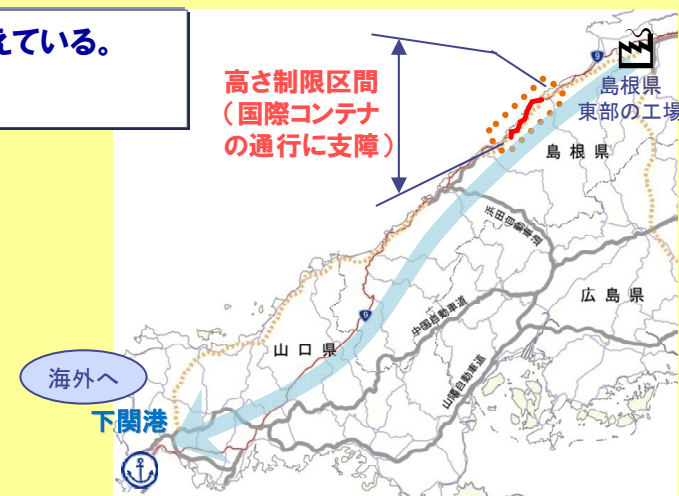 えている。
高さ制限区間
（国際コンテナ
の通行に支障）
9
島根県
東部の工場
島根県
浜田自動車道
広島県
中国自動車道
9
山口県
山陽自動車道
海外へ
下関港